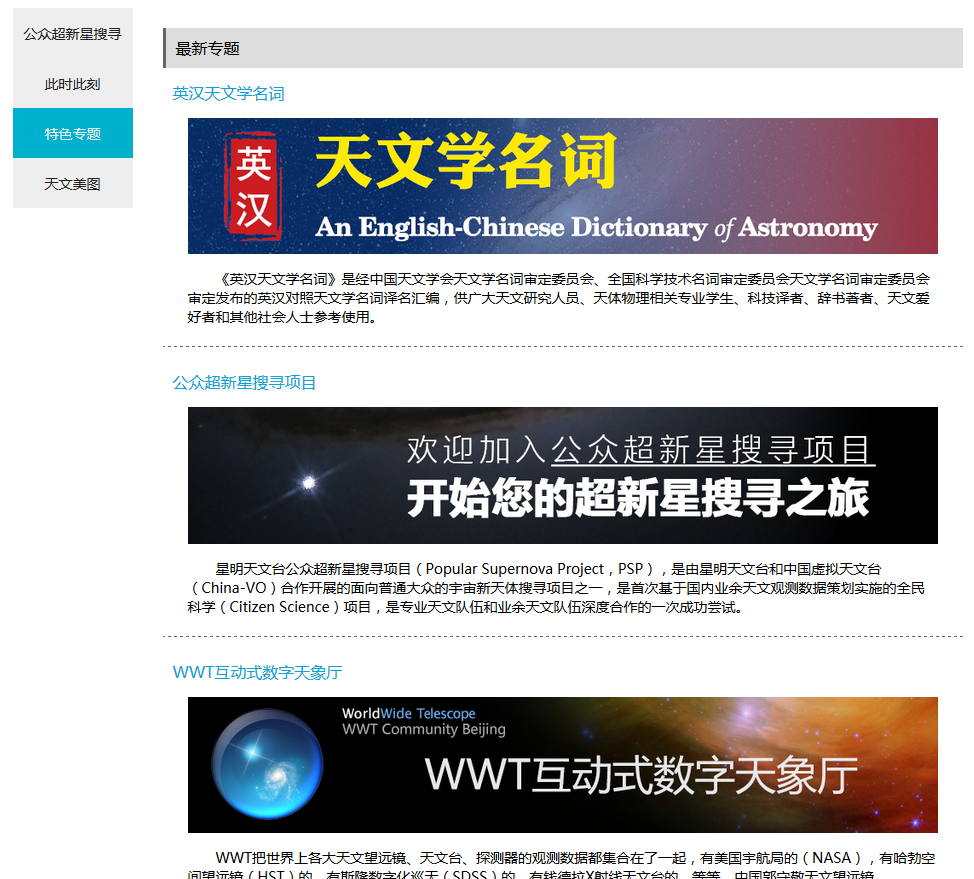 公众超新星搜寻
此时此刻
特色专题
天文美图
最新专题
英汉天文学名词
英汉
天文学名词
An English-Chinese Dictionary of Astronomy
《英汉天文学名词》是经中国天文学会天文学名词审定委员会、全国科学技术名词审定委员会天文学名词审定委员会
审定发布的英汉对照天文学名词译名汇编，供广大天文研究人员、天体物理相关专业学生、科技译者、辞书著者、天文爱
好者和其他社会人士参考使用。
公众超新星搜寻项目
欢迎加入公众超新星搜寻项目
开始您的超新星搜寻之旅
星明天文台公众超新星搜寻项目（Popular Supernova Project，PSP），是由星明天文台和中国虚拟天文台
（China-VO）合作开展的面向普通大众的宇宙新天体搜寻项目之一，是首次基于国内业余天文观测数据策划实施的全民
科学（Citizen Science）项目，是专业天文队伍和业余天文队伍深度合作的一次成功尝试。
WWT互动式数字天象厅
WorldWide Telescope
WWT Community Beijing
WWT互动式数字天象厅
WWT把世界上各大天文望远镜、天文台、探测器的观测数据都集合在了一起，有美国宇航局的（NASA），有哈勃空
间望远镜（HST）的，有斯隆数字化巡天（SDSS）的，有钱德拉X射线天文台的，等等，中国郭守敬天文望远镜